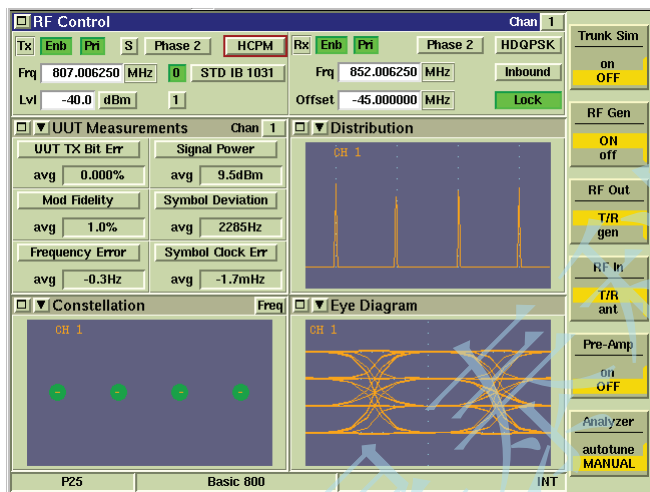 RF Control Chan 1
Tx Enb Pri S Phase 2 HCPM Rx Enb Pri Phase 2 HDQPSK
Frq 807.006250 MHz 0 STD IB 1031 Frq 852.006250 MHz Inbound
Lvl -40.0 dBm 1 Offset -45.000000 MHz Lock
UUT Measurements Chan 1
UUT TX Bit Err Signal Power
avg 0.000% avg 9.5dBm
Mod Fidelity Symbol Deviation
avg 1.0% avg 2285Hz
Frequency Error Symbol Clock Err
avg -0.3Hz avg -1.7mHz
Distribution
CH 1
Constellation Freq
CH 1
Eye Diagram
CH 1
Trunk Sim
on
OFF
RF Gen
ON
off
RF Out
T/R
gen
RF In
T/R
ant
Pre-Amp
on
OFF
Analyzer
autotune
MANUAL
P25 Basic 800 INT